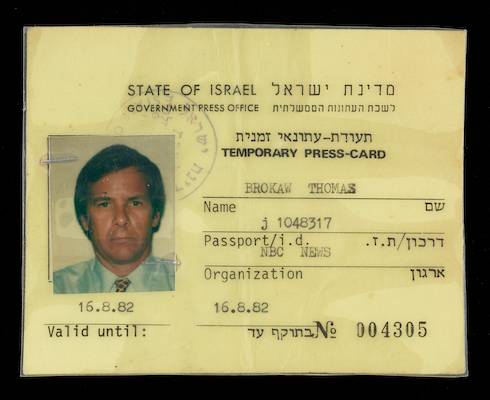 STATE OF ISRAEL מדינת ישראל
GOVERNMENT PRESS OFFICE לשכת העתונות הממשלתית
תעודת-עתונאי זמנית
TEMPORARY PRESS-CARD
BROKAW THOMAS
Name שם
j 1048317
Passport/i.d. דרכון/ת.ז.
NBC NEWS
Organization ארגון
16.8.82 16.8.82
Valid until: בתוקף עד № 004305